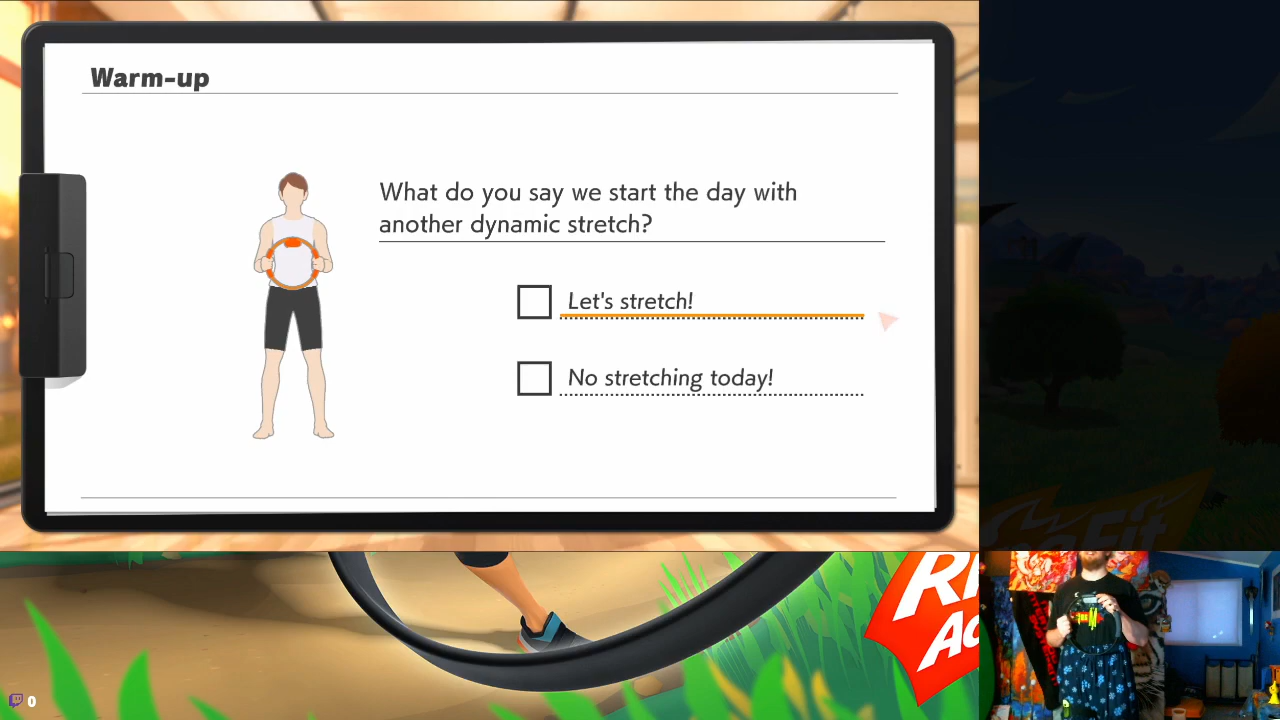 Warm-up
What do you say we start the day with
another dynamic stretch?
Let's stretch!
No stretching today!
0